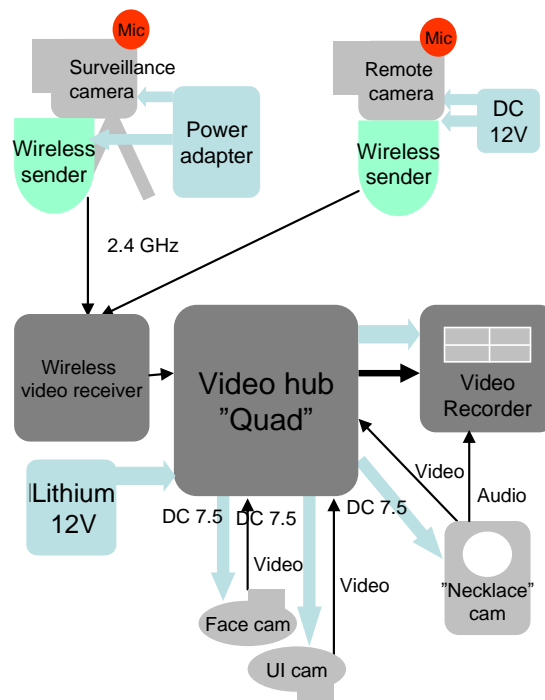 Mic
Surveillance
camera
Wireless
sender
Power
adapter
Mic
Remote
camera
Wireless
sender
DC
12V
2.4 GHz
Wireless
video receiver
Video hub
”Quad”
Video
Recorder
Lithium
12V
DC 7.5
DC 7.5
DC 7.5
Video
Audio
Video
Video
Face cam
UI cam
”Necklace”
cam